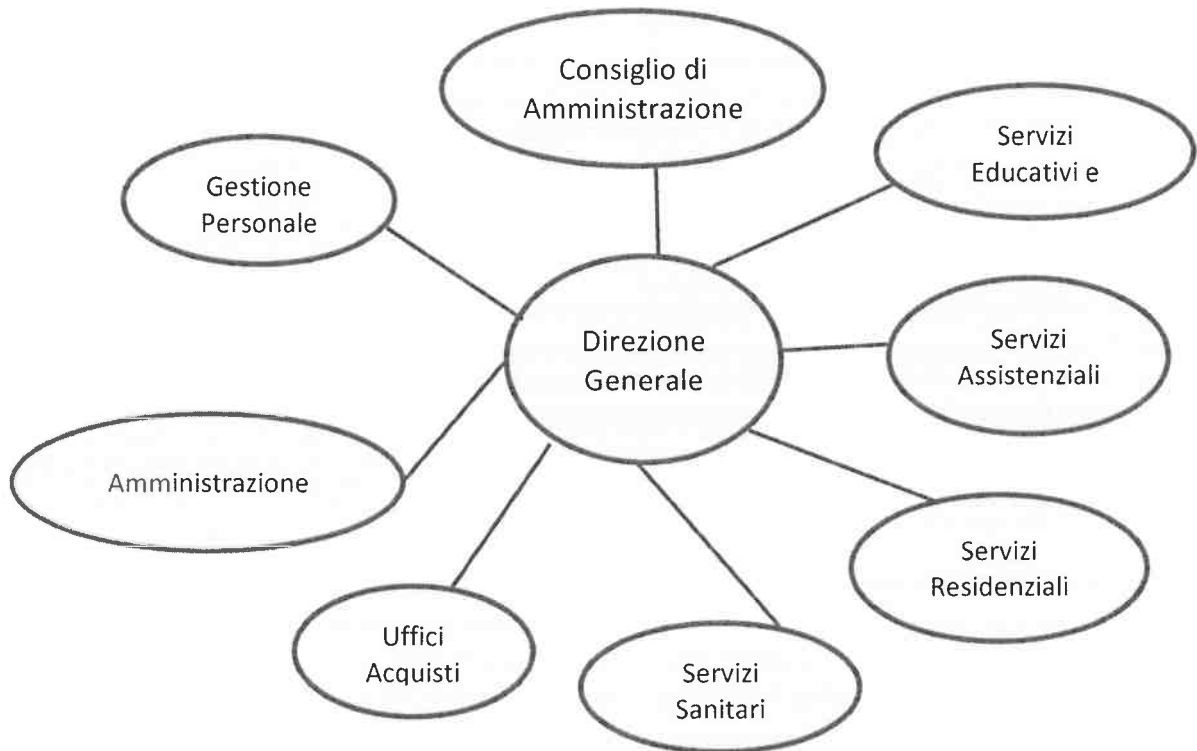 Consiglio di
Amministrazione
Servizi
Educativi e
Gestione
Personale
Direzione
Generale
Servizi
Assistenziali
Amministrazione
Servizi
Residenziali
Uffici
Acquisti
Servizi
Sanitari